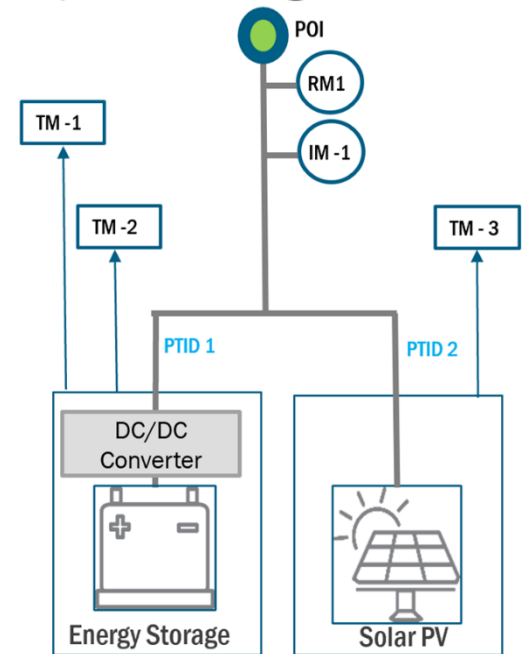 POI
RM1
IM -1
TM -1
TM -2
TM - 3
PTID 1
PTID 2
DC/DC
Converter
Energy Storage
Solar PV